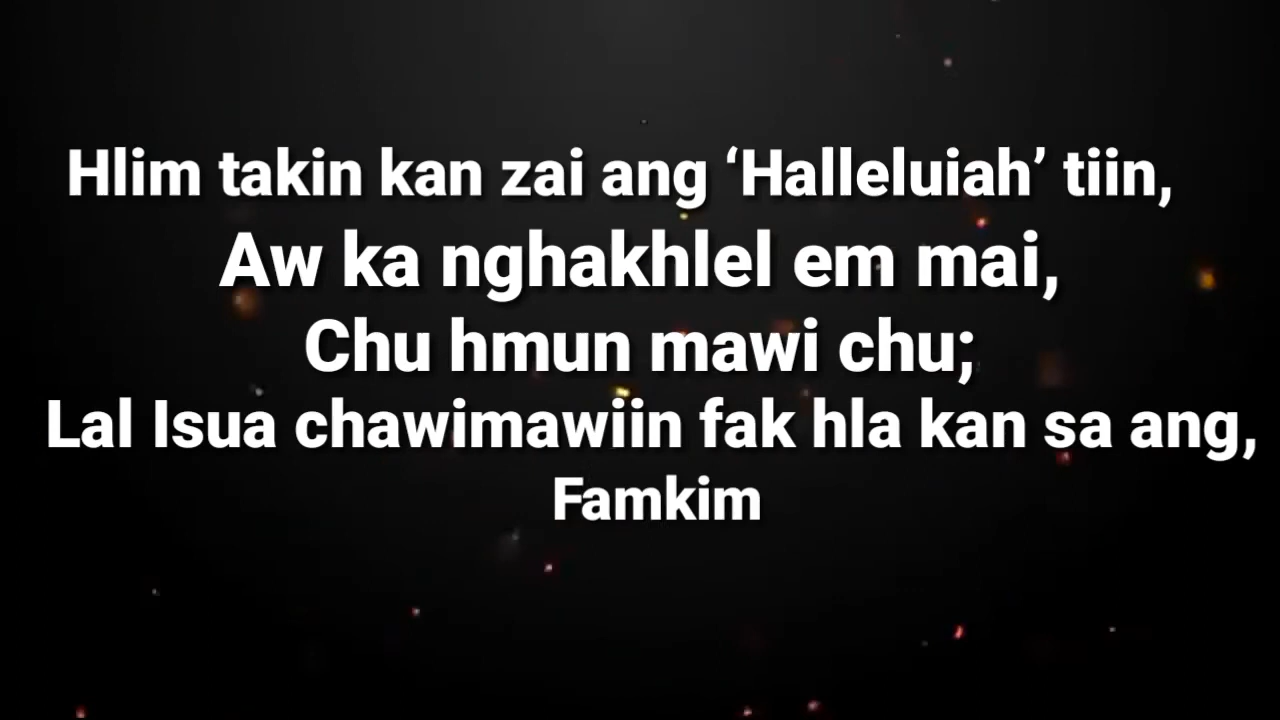 Hlim takin kan zai ang ‘Halleluiah’ tiin,
Aw ka nghakhlel em mai,
Chu hmun mawi chu;
Lal Isua chawimawiin fak hla kan sa ang,
Famkim